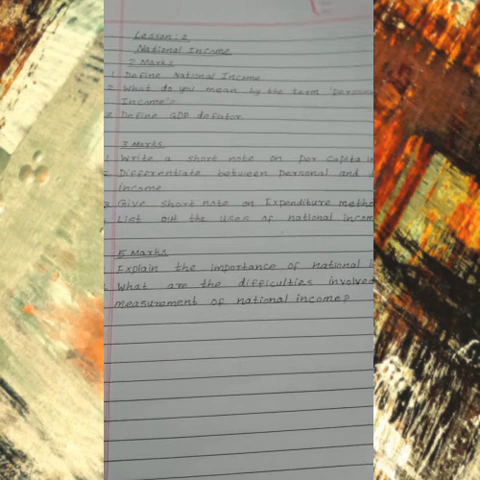 Lesson: 2
National Income
2 Marks
1. Define National Income
2. What do you mean by the term 'Person
Income'?
3. Define GDP deflator.
3 Marks
1. Write a short note on per capita
2. Differentiate between personal and
income
3. Give short note on Expenditure metho
List out the uses of national incom
5 Marks
Explain the importance of national
What are the difficulties involved
measurement of national income?